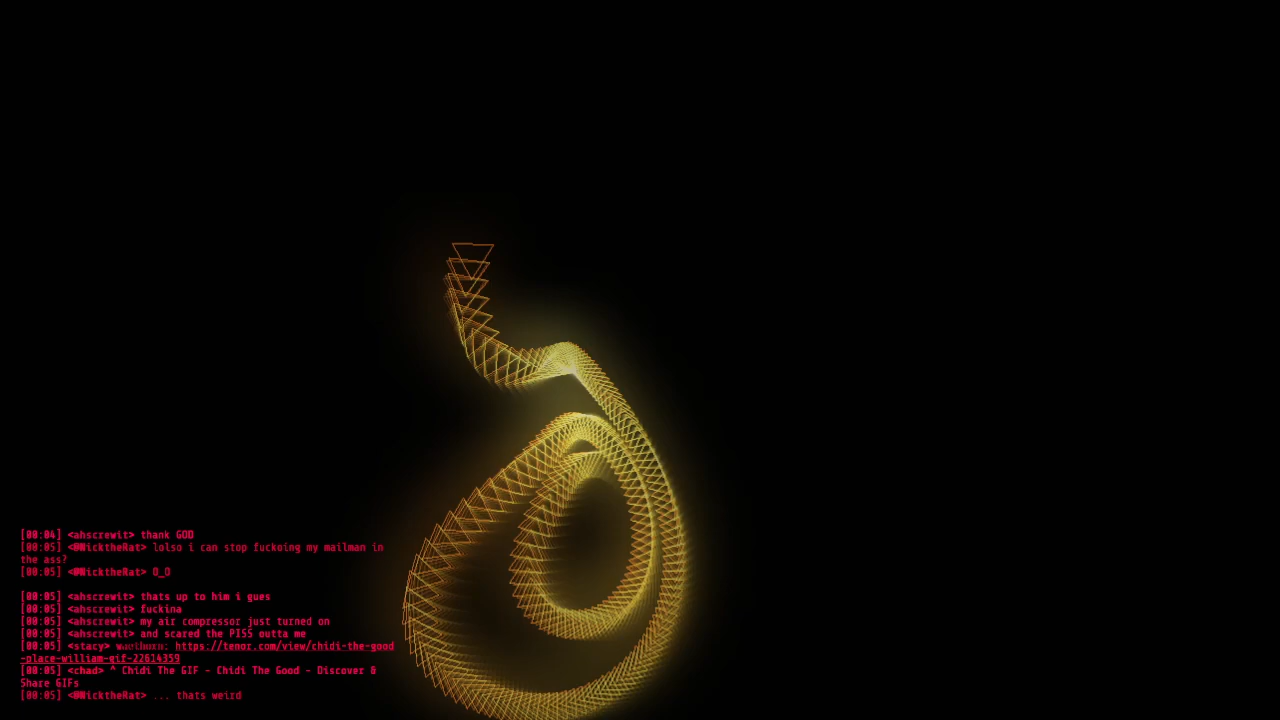 [00:04] <ahscrewit> thank GOD
[00:05] <@NicktheRat> lolso i can stop fuckoing my mailman in
the ass?
[00:05] <@NicktheRat> O_O
[00:05] <ahscrewit> thats up to him i gues
[00:05] <ahscrewit> fuckina
[00:05] <ahscrewit> my air compressor just turned on
[00:05] <ahscrewit> and scared the PISS outta me
[00:05] <stacy> https://tenor.com/view/chidi-the-good
-place-william-gif-22614359
[00:05] <chad> ^ Chidi The GIF - Chidi The Good - Discover &
Share GIFs
[00:05] <@NicktheRat> ... thats weird